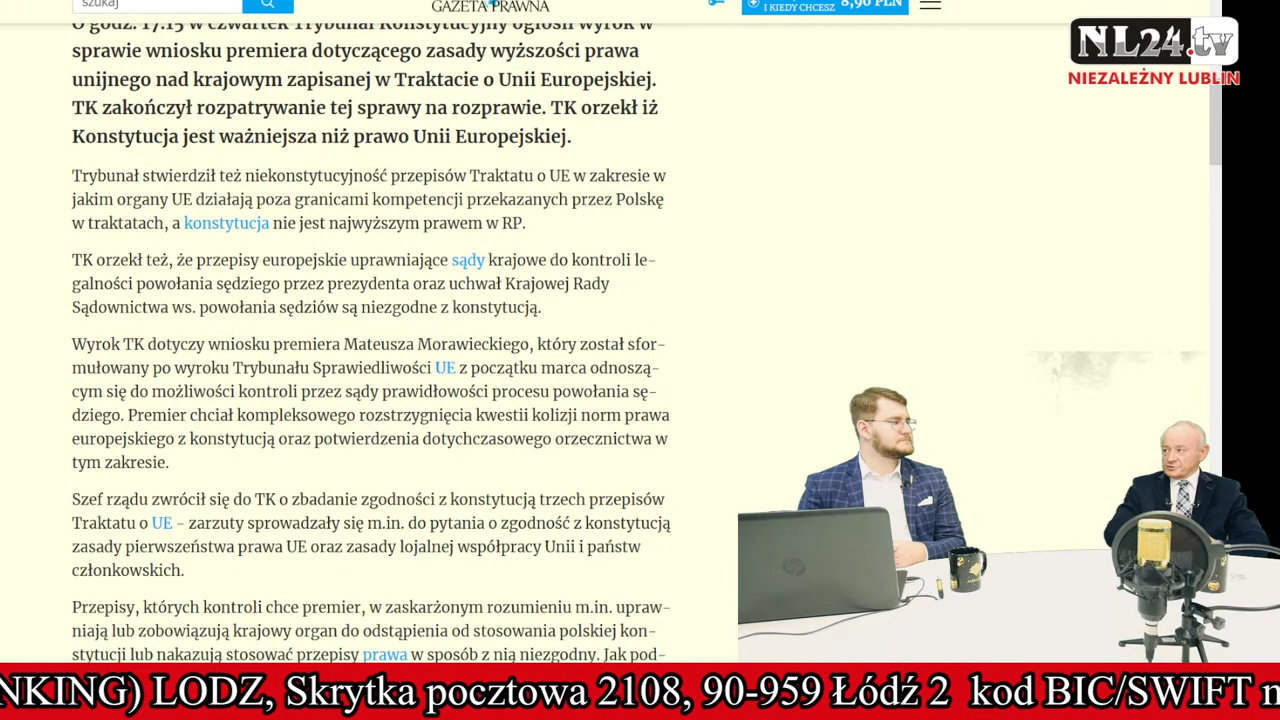 szukaj
GAZETA PRAWNA
I KIEDY CHCESZ
8,90 PLN
NL24.tv
NIEZALEŻNY LUBLIN
O godz. 17.15 w czwartek Trybunał Konstytucyjny ogłosił wyrok w
sprawie wniosku premiera dotyczącego zasady wyższości prawa
unijnego nad krajowym zapisanej w Traktacie o Unii Europejskiej.
TK zakończył rozpatrywanie tej sprawy na rozprawie. TK orzekł iż
Konstytucja jest ważniejsza niż prawo Unii Europejskiej.
Trybunał stwierdził też niekonstytucyjność przepisów Traktatu o UE w zakresie w
jakim organy UE działają poza granicami kompetencji przekazanych przez Polskę
w traktatach, a konstytucja nie jest najwyższym prawem w RP.
TK orzekł też, że przepisy europejskie uprawniające sądy krajowe do kontroli le-
galności powołania sędziego przez prezydenta oraz uchwał Krajowej Rady
Sądownictwa ws. powołania sędziów są niezgodne z konstytucją.
Wyrok TK dotyczy wniosku premiera Mateusza Morawieckiego, który został sfor-
mułowany po wyroku Trybunału Sprawiedliwości UE z początku marca odnoszą-
cym się do możliwości kontroli przez sądy prawidłowości procesu powołania sę-
dziego. Premier chciał kompleksowego rozstrzygnięcia kwestii kolizji norm prawa
europejskiego z konstytucją oraz potwierdzenia dotychczasowego orzecznictwa w
tym zakresie.
Szef rządu zwrócił się do TK o zbadanie zgodności z konstytucją trzech przepisów
Traktatu o UE - zarzuty sprowadzały się m.in. do pytania o zgodność z konstytucją
zasady pierwszeństwa prawa UE oraz zasady lojalnej współpracy Unii i państw
członkowskich.
Przepisy, których kontroli chce premier, w zaskarżonym rozumieniu m.in. upraw-
niają lub zobowiązują krajowy organ do odstąpienia od stosowania polskiej kon-
stytucji lub nakazują stosować przepisy prawa w sposób z nią niezgodny. Jak pod-
NKING) LODZ, Skrytka pocztowa 2108, 90-959 Łódź 2 kod BIC/SWIFT n